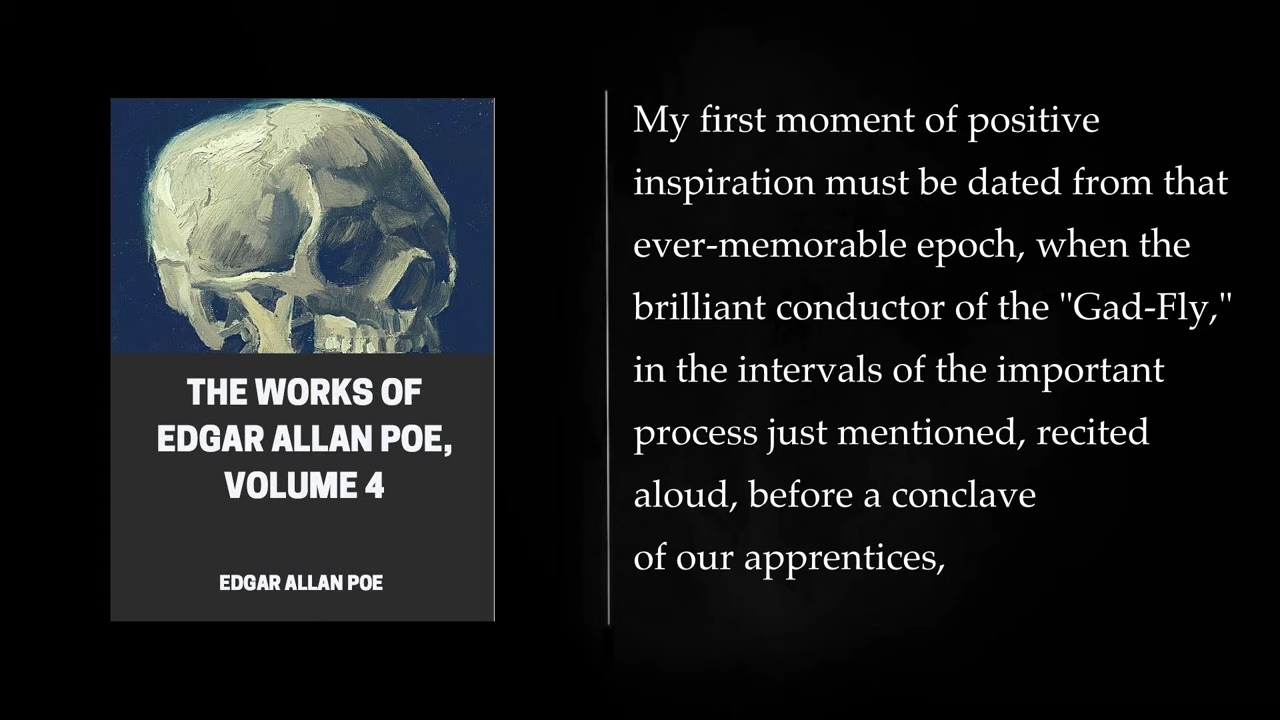 THE WORKS OF
EDGAR ALLAN POE,
VOLUME 4
EDGAR ALLAN POE
My first moment of positive
inspiration must be dated from that
ever-memorable epoch, when the
brilliant conductor of the "Gad-Fly,"
in the intervals of the important
process just mentioned, recited
aloud, before a conclave
of our apprentices,